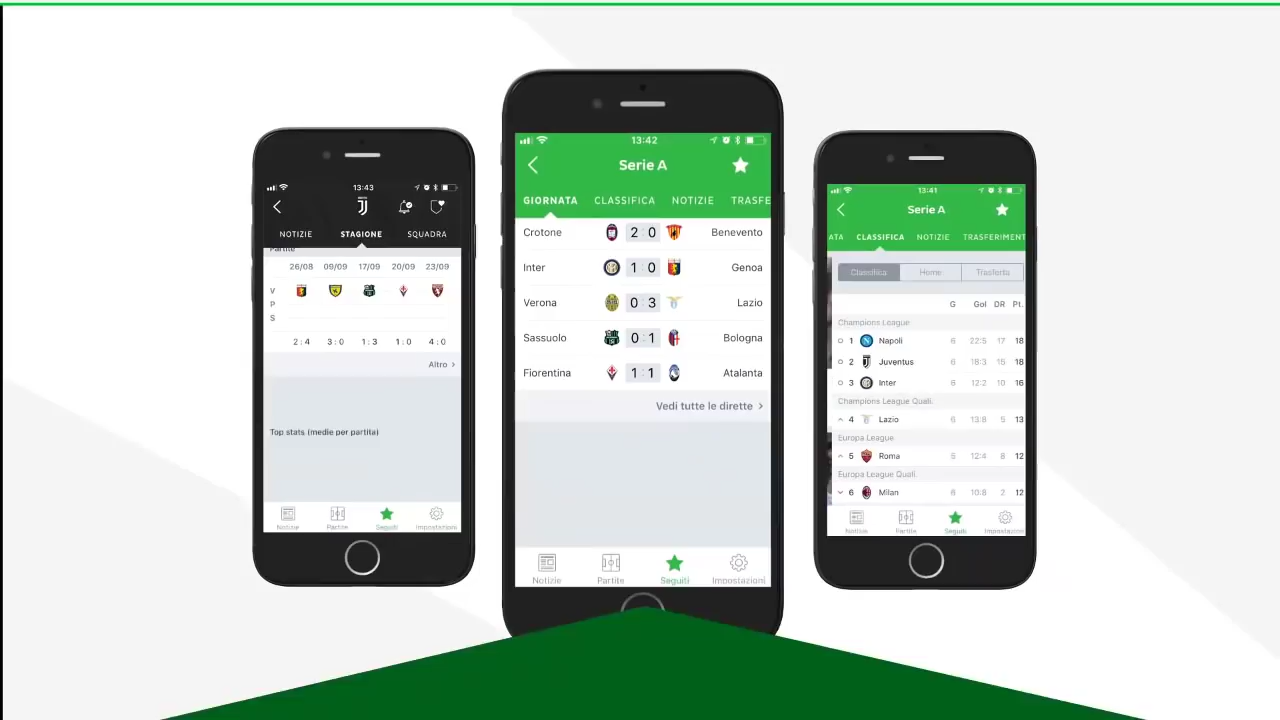 13:43
NOTIZIE STAGIONE SQUADRA
Partite
26/08 09/09 17/09 20/09 23/09
V
P
S
2 : 4 3 : 0 1 : 3 1 : 0 4 : 0
Altro >
Top stats (medie per partita)
Notizie Partite Seguiti Impostazioni
13:42
Serie A
GIORNATA CLASSIFICA NOTIZIE TRASFE
Crotone 2 : 0 Benevento
Inter 1 : 0 Genoa
Verona 0 : 3 Lazio
Sassuolo 0 : 1 Bologna
Fiorentina 1 : 1 Atalanta
Vedi tutte le dirette >
Notizie Partite Seguiti Impostazioni
13:41
Serie A
ATA CLASSIFICA NOTIZIE TRASFERIMENT
Classifica Home Trasferta
G Gol DR Pt.
Champions League
1 Napoli 6 22:5 17 18
2 Juventus 6 18:3 15 18
3 Inter 6 12:2 10 16
Champions League Quali.
4 Lazio 6 13:8 5 13
Europa League
5 Roma 5 12:4 8 12
Europa League Quali.
6 Milan 6 10:8 2 12
Notizie Partite Seguiti Impostazioni